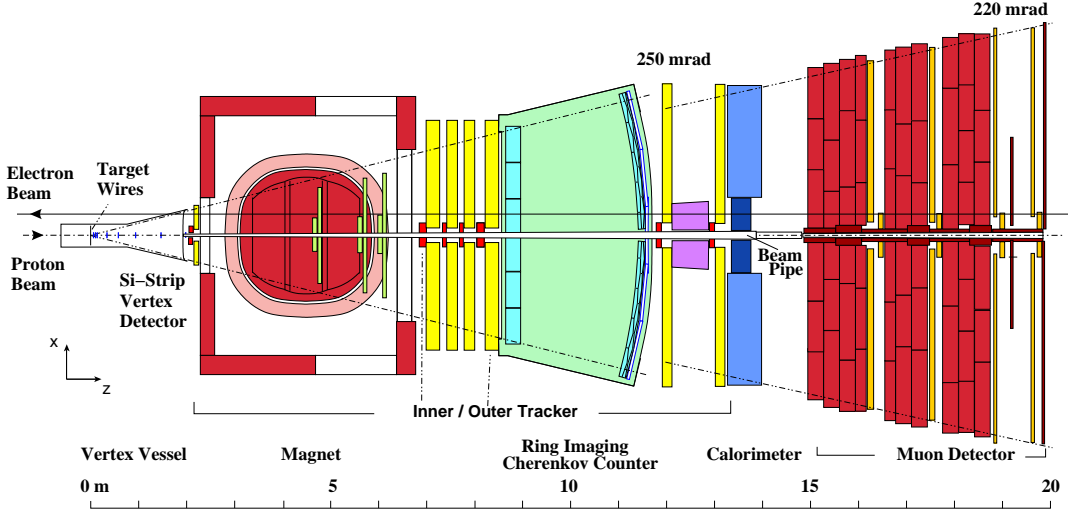 220 mrad
250 mrad
Electron
Beam
Target
Wires
Proton
Beam
Si–Strip
Vertex
Detector
Beam
Pipe
x
z
Inner / Outer Tracker
Vertex Vessel
Magnet
Ring Imaging
Cherenkov Counter
Calorimeter
Muon Detector
0 m
5
10
15
20